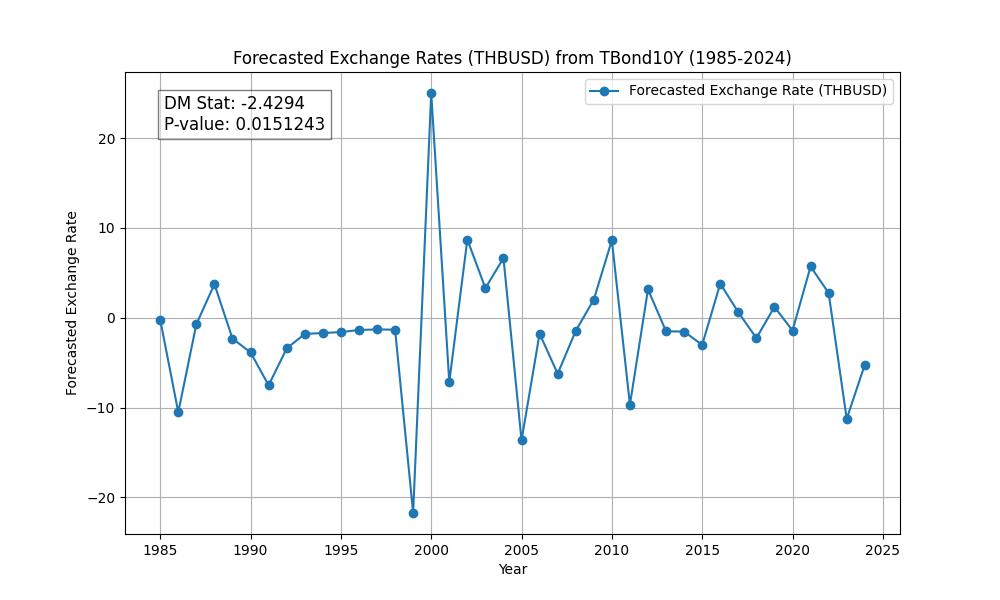 Forecasted Exchange Rates (THBUSD) from TBond10Y (1985-2024)
DM Stat: -2.4294
P-value: 0.0151243
Forecasted Exchange Rate (THBUSD)
Forecasted Exchange Rate
20
10
0
−10
−20
1985 1990 1995 2000 2005 2010 2015 2020 2025
Year